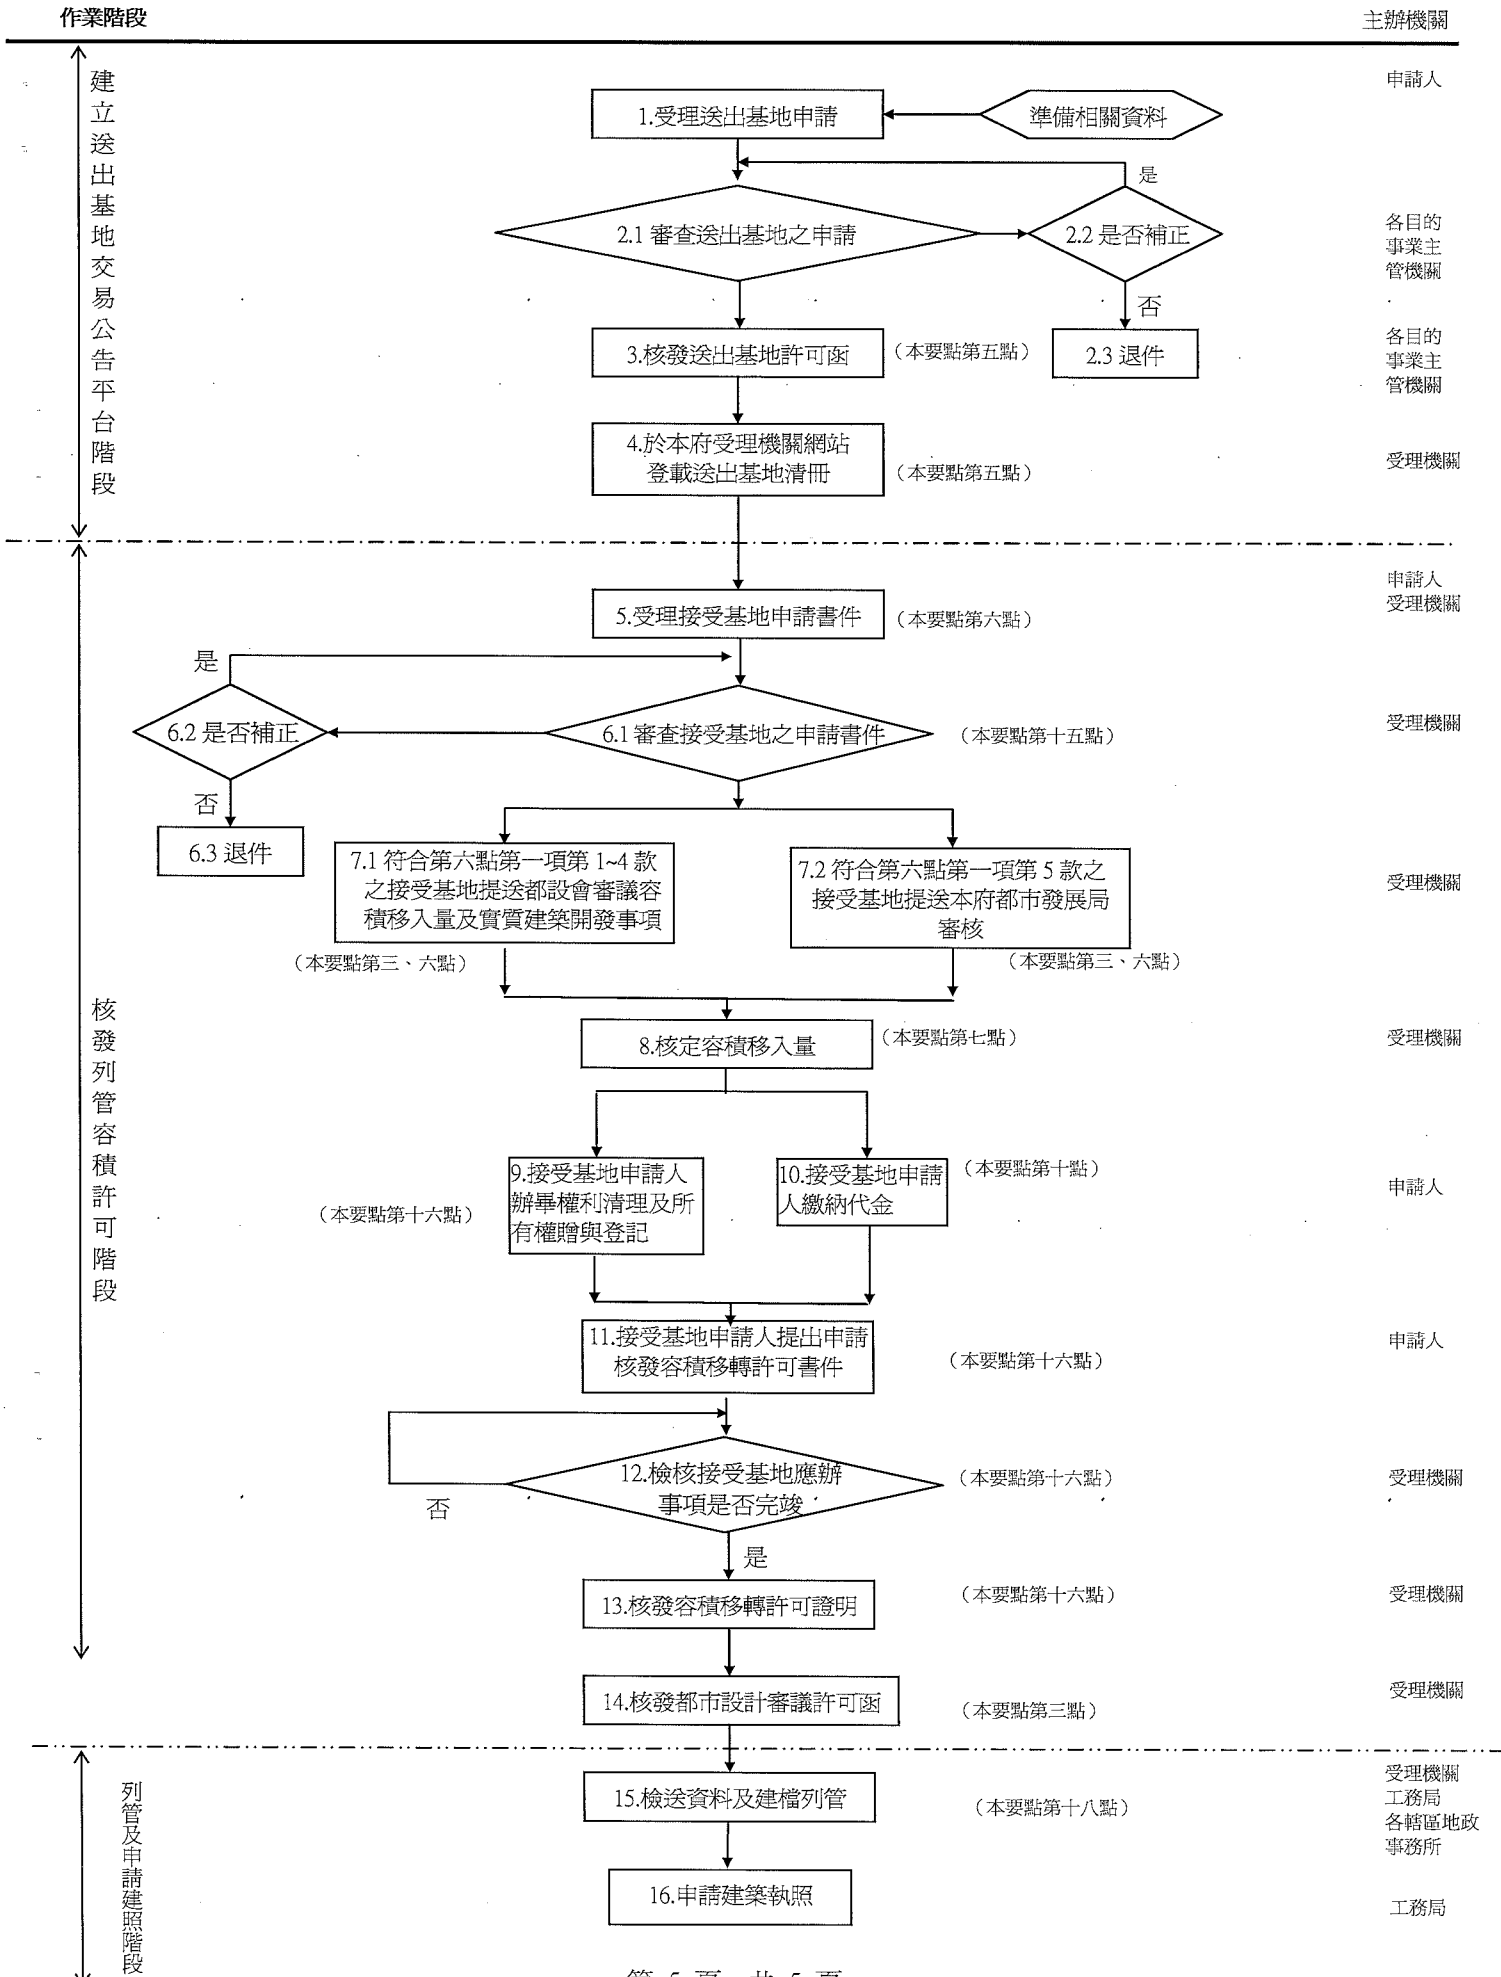 作業階段
主辦機關
建立送出基地交易公告平台階段
申請人
1.受理送出基地申請
準備相關資料
是
2.1 審查送出基地之申請
2.2 是否補正
各目的
事業主
管機關
否
3.核發送出基地許可函
（本要點第五點）
2.3 退件
各目的
事業主
管機關
4.於本府受理機關網站
登載送出基地清冊
（本要點第五點）
受理機關
核發列管容積許可階段
申請人
受理機關
5.受理接受基地申請書件
（本要點第六點）
是
6.2 是否補正
6.1 審查接受基地之申請書件
（本要點第十五點）
受理機關
否
6.3 退件
7.1 符合第六點第一項第 1~4 款
之接受基地提送都設會審議容
積移入量及實質建築開發事項
7.2 符合第六點第一項第 5 款之
接受基地提送本府都市發展局
審核
受理機關
（本要點第三、六點）
（本要點第三、六點）
8.核定容積移入量
（本要點第七點）
受理機關
9.接受基地申請人
辦畢權利清理及所
有權贈與登記
（本要點第十六點）
10.接受基地申請
人繳納代金
（本要點第十點）
申請人
11.接受基地申請人提出申請
核發容積移轉許可書件
（本要點第十六點）
申請人
12.檢核接受基地應辦
事項是否完竣
（本要點第十六點）
受理機關
否
是
13.核發容積移轉許可證明
（本要點第十六點）
受理機關
14.核發都市設計審議許可函
（本要點第三點）
受理機關
列管及申請建照階段
15.檢送資料及建檔列管
（本要點第十八點）
受理機關
工務局
各轄區地政
事務所
16.申請建築執照
工務局
第 5 頁，共 5 頁